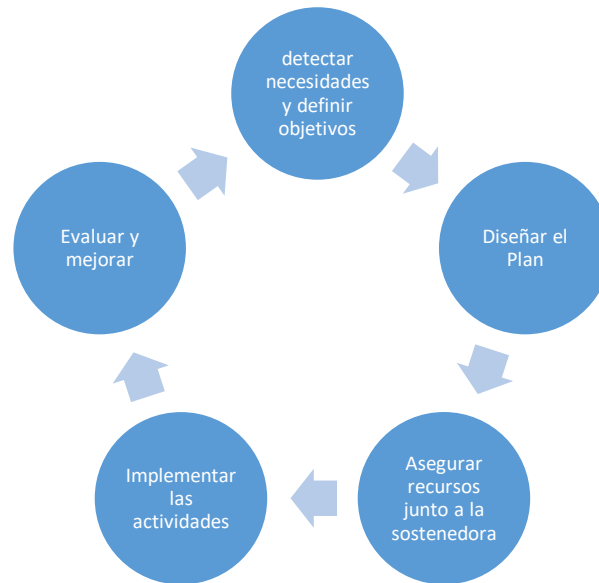 detectar
necesidades
y definir
objetivos
Diseñar el
Plan
Asegurar
recursos
junto a la
sostenedora
Implementar
las
actividades
Evaluar y
mejorar